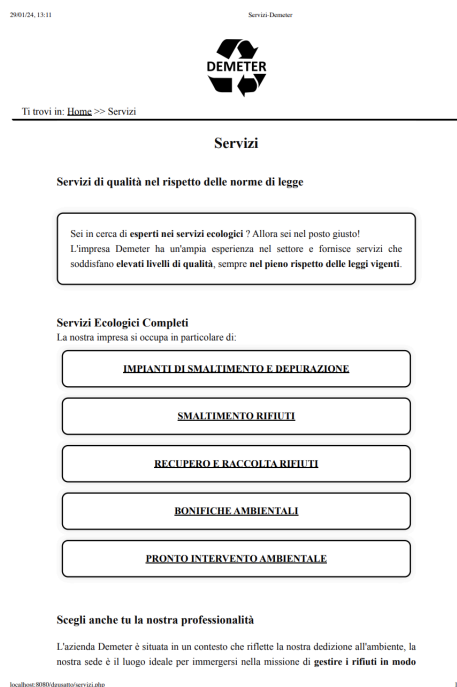 29/01/24, 13:11 Servizi-Demeter
DEMETER
Ti trovi in: Home >> Servizi
Servizi
Servizi di qualità nel rispetto delle norme di legge
Sei in cerca di esperti nei servizi ecologici ? Allora sei nel posto giusto!
L'impresa Demeter ha un'ampia esperienza nel settore e fornisce servizi che
soddisfano elevati livelli di qualità, sempre nel pieno rispetto delle leggi vigenti.
Servizi Ecologici Completi
La nostra impresa si occupa in particolare di:
IMPIANTI DI SMALTIMENTO E DEPURAZIONE
SMALTIMENTO RIFIUTI
RECUPERO E RACCOLTA RIFIUTI
BONIFICHE AMBIENTALI
PRONTO INTERVENTO AMBIENTALE
Scegli anche tu la nostra professionalità
L'azienda Demeter è situata in un contesto che riflette la nostra dedizione all'ambiente, la
nostra sede è il luogo ideale per immergersi nella missione di gestire i rifiuti in modo
localhost:8080/dzosatto/servizi.php 1